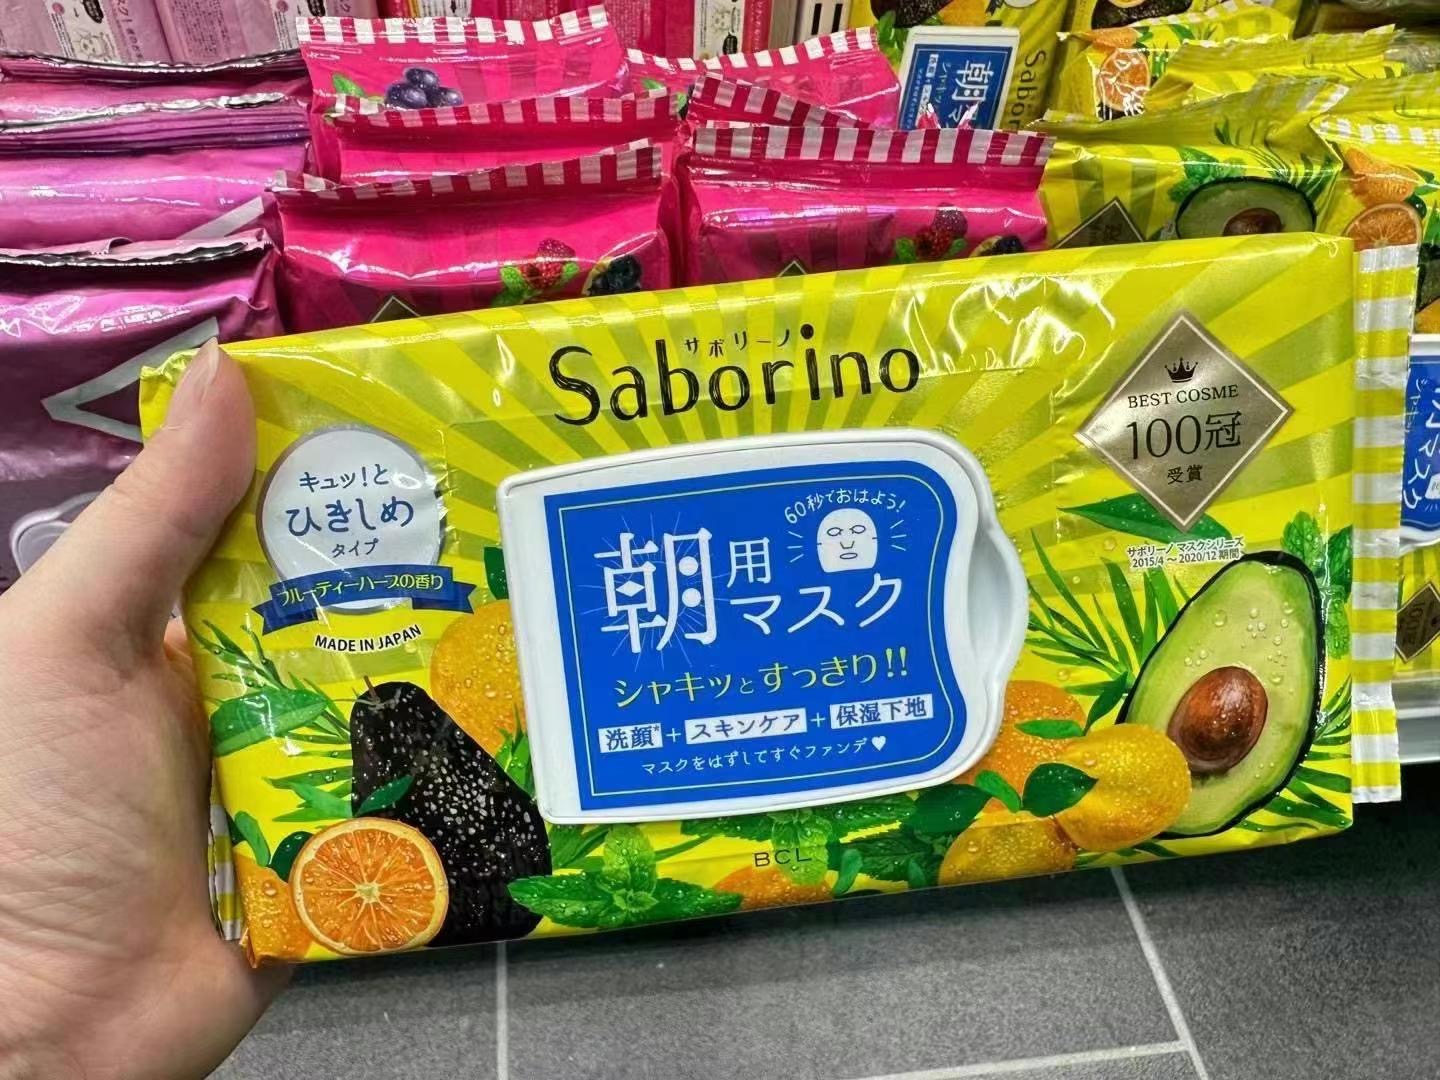 サボリーノ
Saborino
BEST COSME
100冠
受賞
サボリーノ マスクシリーズ
2015/4～2020/12 期間
キュッ!と
ひきしめ
タイプ
フルーティーハーブの香り
MADE IN JAPAN
60秒でおはよう!
朝用
マスク
シャキッとすっきり!!
洗顔*+スキンケア+保湿下地
マスクをはずしてすぐファンデ♥
BCL
朝
Sabor